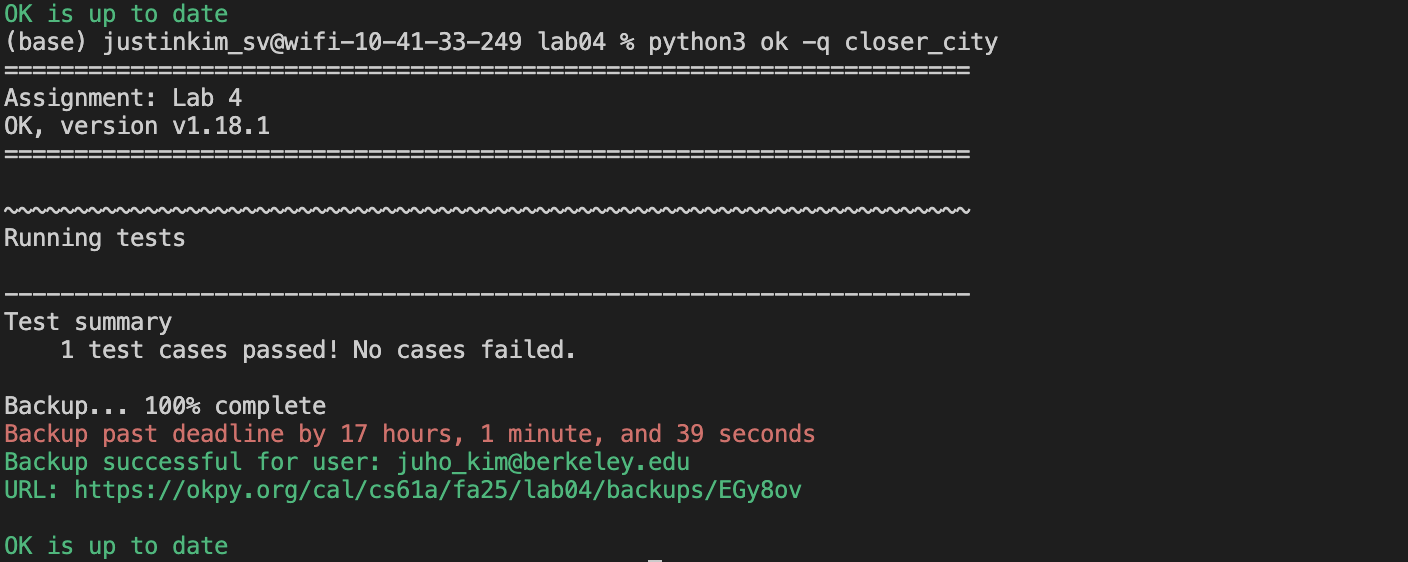 OK is up to date
(base) justinkim_sv@wifi-10-41-33-249 lab04 % python3 ok -q closer_city
=====================================================================
Assignment: Lab 4
OK, version v1.18.1
=====================================================================
~~~~~~~~~~~~~~~~~~~~~~~~~~~~~~~~~~~~~~~~~~~~~~~~~~~~~~~~~~~~~~~~~~~~~
Running tests
---------------------------------------------------------------------
Test summary
    1 test cases passed! No cases failed.
Backup... 100% complete
Backup past deadline by 17 hours, 1 minute, and 39 seconds
Backup successful for user: juho_kim@berkeley.edu
URL: https://okpy.org/cal/cs61a/fa25/lab04/backups/EGy8ov
OK is up to date